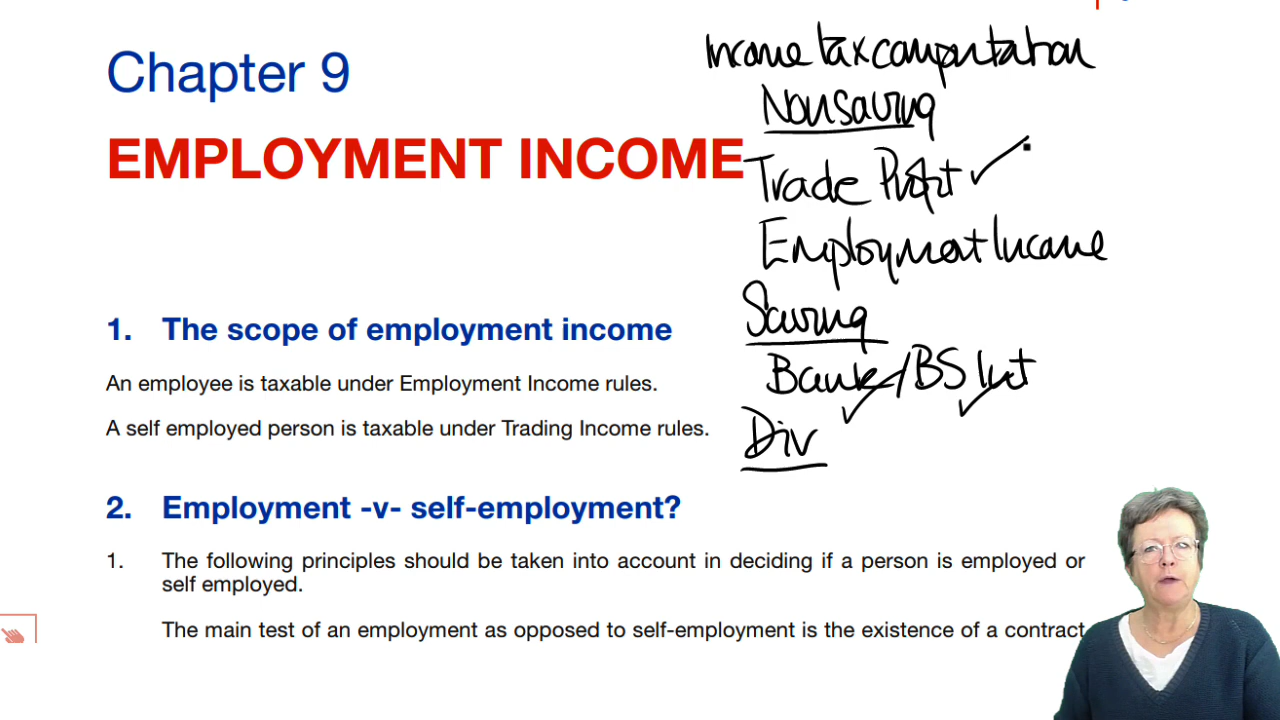 Chapter 9
EMPLOYMENT INCOME
Income tax computation
Non saving
Trade Profit
Employment Income
Saving
Bank/BS Int
Div
1. The scope of employment income
An employee is taxable under Employment Income rules.
A self employed person is taxable under Trading Income rules.
2. Employment -v- self-employment?
1. The following principles should be taken into account in deciding if a person is employed or
self employed.
The main test of an employment as opposed to self-employment is the existence of a contract